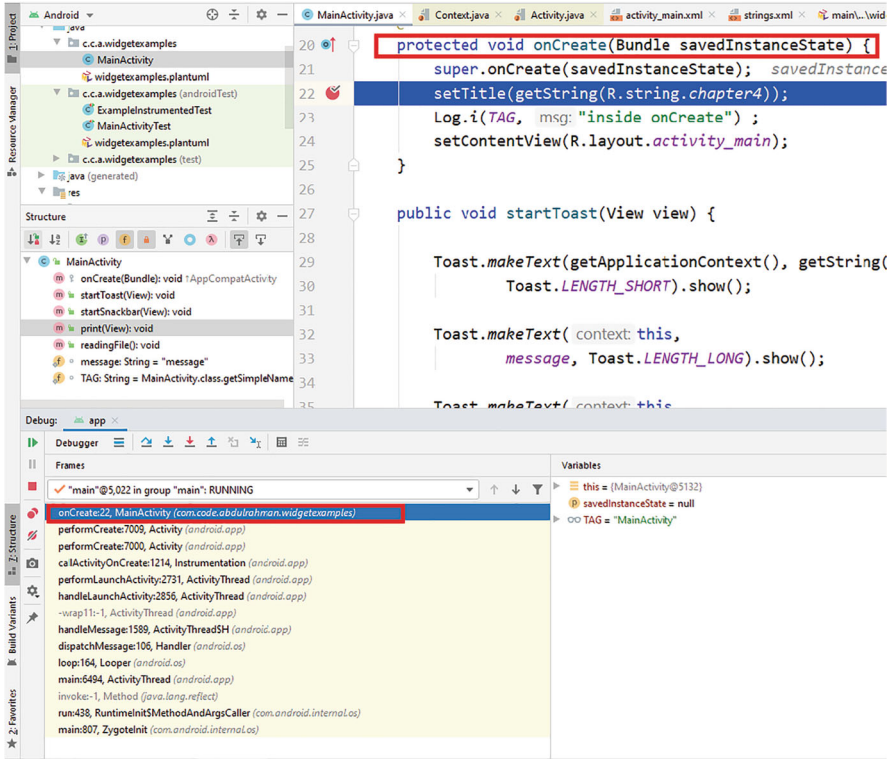 Android
MainActivity.java
Context.java
Activity.java
activity_main.xml
strings.xml
main\...\wid
1: Project
Resource Manager
java
c.c.a.widgetexamples
MainActivity
widgetexamples.plantuml
c.c.a.widgetexamples (androidTest)
ExampleInstrumentedTest
MainActivityTest
widgetexamples.plantuml
c.c.a.widgetexamples (test)
java (generated)
res
20 protected void onCreate(Bundle savedInstanceState) {
21 super.onCreate(savedInstanceState); savedInstance
22 setTitle(getString(R.string.chapter4));
23 Log.i(TAG, msg: "inside onCreate") ;
24 setContentView(R.layout.activity_main);
25 }
26
27 public void startToast(View view) {
28
29 Toast.makeText(getApplicationContext(), getString(
30 Toast.LENGTH_SHORT).show();
31
32 Toast.makeText( context: this,
33 message, Toast.LENGTH_LONG).show();
34
35 Toast.makeText( context: this
Structure
MainActivity
onCreate(Bundle): void ↑AppCompatActivity
startToast(View): void
startSnackbar(View): void
print(View): void
readingFile(): void
message: String = "message"
TAG: String = MainActivity.class.getSimpleName
Debug: app
Debugger
Frames
Variables
"main"@5,022 in group "main": RUNNING
onCreate:22, MainActivity (com.code.abdulrahman.widgetexamples)
performCreate:7009, Activity (android.app)
performCreate:7000, Activity (android.app)
callActivityOnCreate:1214, Instrumentation (android.app)
performLaunchActivity:2731, ActivityThread (android.app)
handleLaunchActivity:2856, ActivityThread (android.app)
-wrap11:-1, ActivityThread (android.app)
handleMessage:1589, ActivityThread$H (android.app)
dispatchMessage:106, Handler (android.os)
loop:164, Looper (android.os)
main:6494, ActivityThread (android.app)
invoke:-1, Method (java.lang.reflect)
run:438, RuntimeInit$MethodAndArgsCaller (com.android.internal.os)
main:807, ZygoteInit (com.android.internal.os)
this = {MainActivity@5132}
savedInstanceState = null
TAG = "MainActivity"
7: Structure
Build Variants
2: Favorites